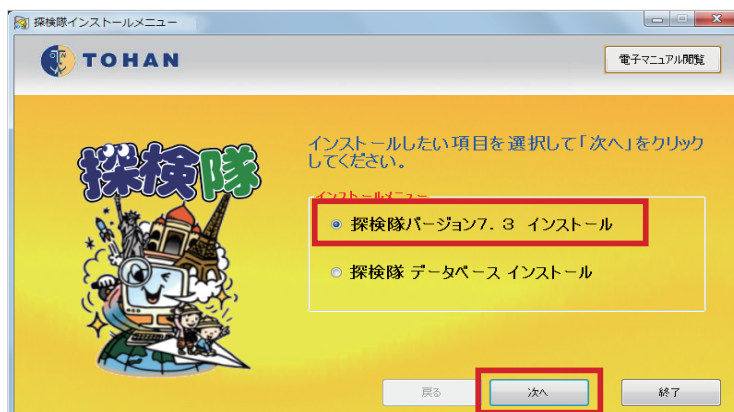 探検隊インストールメニュー
TOHAN
電子マニュアル閲覧
探検隊
インストールしたい項目を選択して「次へ」をクリック
してください。
インストールメニュー
探検隊バージョン7.3 インストール
探検隊 データベース インストール
戻る
次へ
終了